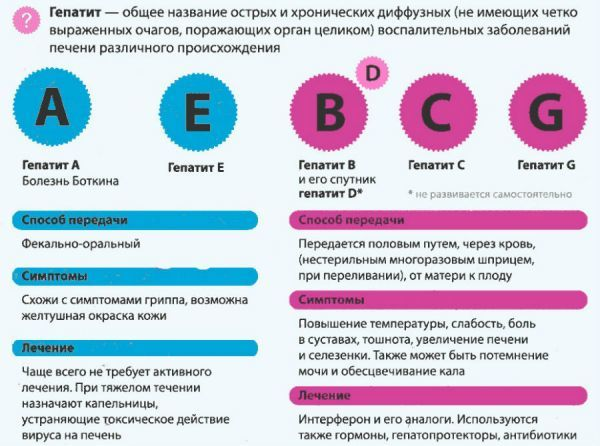 ?
Гепатит — общее название острых и хронических диффузных (не имеющих четко
выраженных очагов, поражающих орган целиком) воспалительных заболеваний
печени различного происхождения
A
E
B
D
C
G
Гепатит A
Болезнь Боткина
Гепатит E
Гепатит B
и его спутник
гепатит D*
Гепатит C
Гепатит G
* не развивается самостоятельно
Способ передачи
Фекально-оральный
Симптомы
Схожи с симптомами гриппа, возможна
желтушная окраска кожи
Лечение
Чаще всего не требует активного
лечения. При тяжелом течении
назначают капельницы,
устраняющие токсическое действие
вируса на печень
Способ передачи
Передается половым путем, через кровь,
(нестерильным многоразовым шприцем,
при переливании), от матери к плоду
Симптомы
Повышение температуры, слабость, боль
в суставах, тошнота, увеличение печени
и селезенки. Также может быть потемнение
мочи и обесцвечивание кала
Лечение
Интерферон и его аналоги. Используются
также гормоны, гепатопротекторы, антибиотики